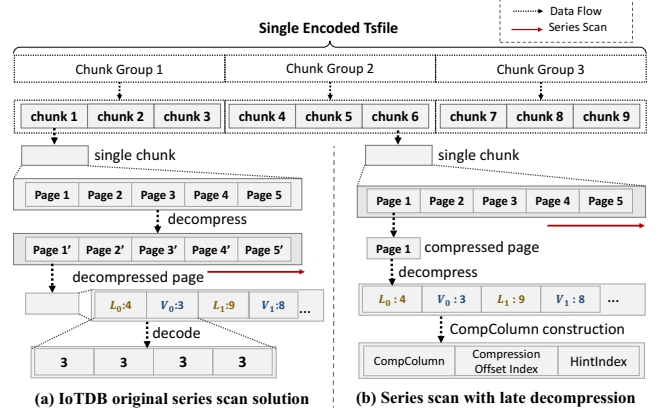 Single Encoded Tsfile
Data Flow
Series Scan
Chunk Group 1 Chunk Group 2 Chunk Group 3
chunk 1 chunk 2 chunk 3 chunk 4 chunk 5 chunk 6 chunk 7 chunk 8 chunk 9
single chunk
Page 1 Page 2 Page 3 Page 4 Page 5
decompress
Page 1' Page 2' Page 3' Page 4' Page 5'
decompressed page
L₀:4 V₀:3 L₁:9 V₁:8 ...
decode
3 3 3 3
(a) IoTDB original series scan solution
single chunk
Page 1 Page 2 Page 3 Page 4 Page 5
Page 1 compressed page
decompress
L₀ : 4 V₀ : 3 L₁ : 9 V₁ : 8 ...
CompColumn construction
CompColumn Compression Offset Index HintIndex
(b) Series scan with late decompression